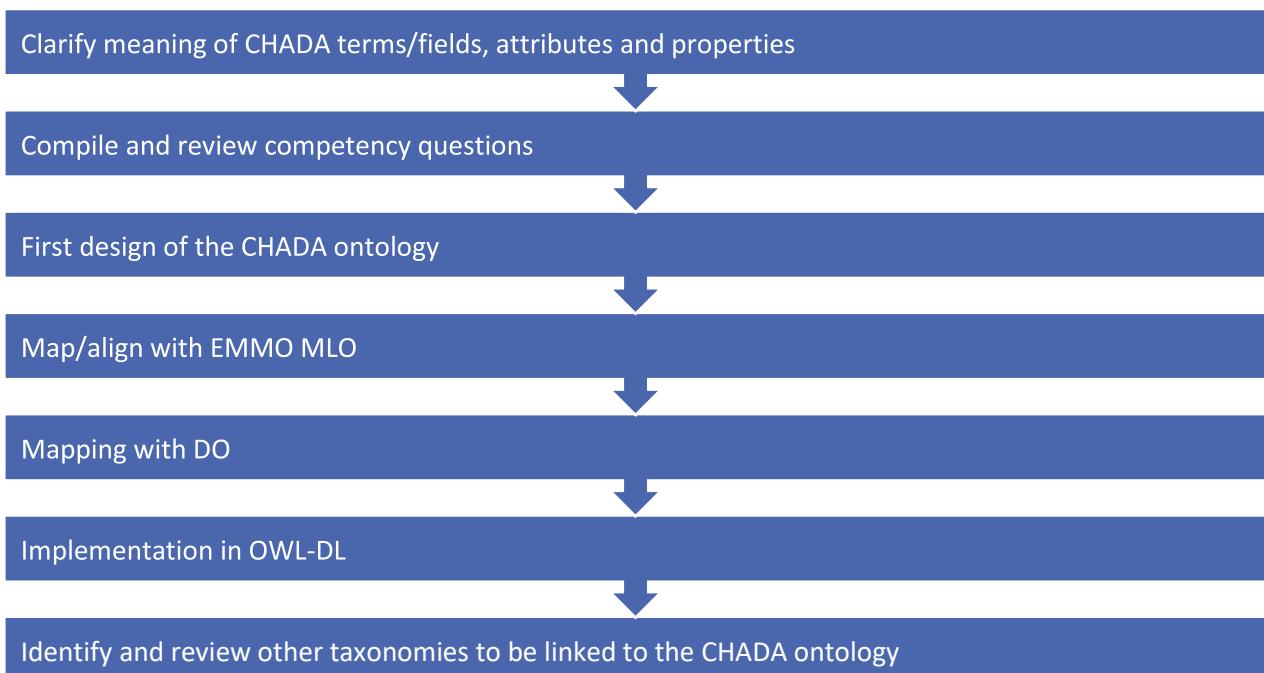 Clarify meaning of CHADA terms/fields, attributes and properties
Compile and review competency questions
First design of the CHADA ontology
Map/align with EMMO MLO
Mapping with DO
Implementation in OWL-DL
Identify and review other taxonomies to be linked to the CHADA ontology